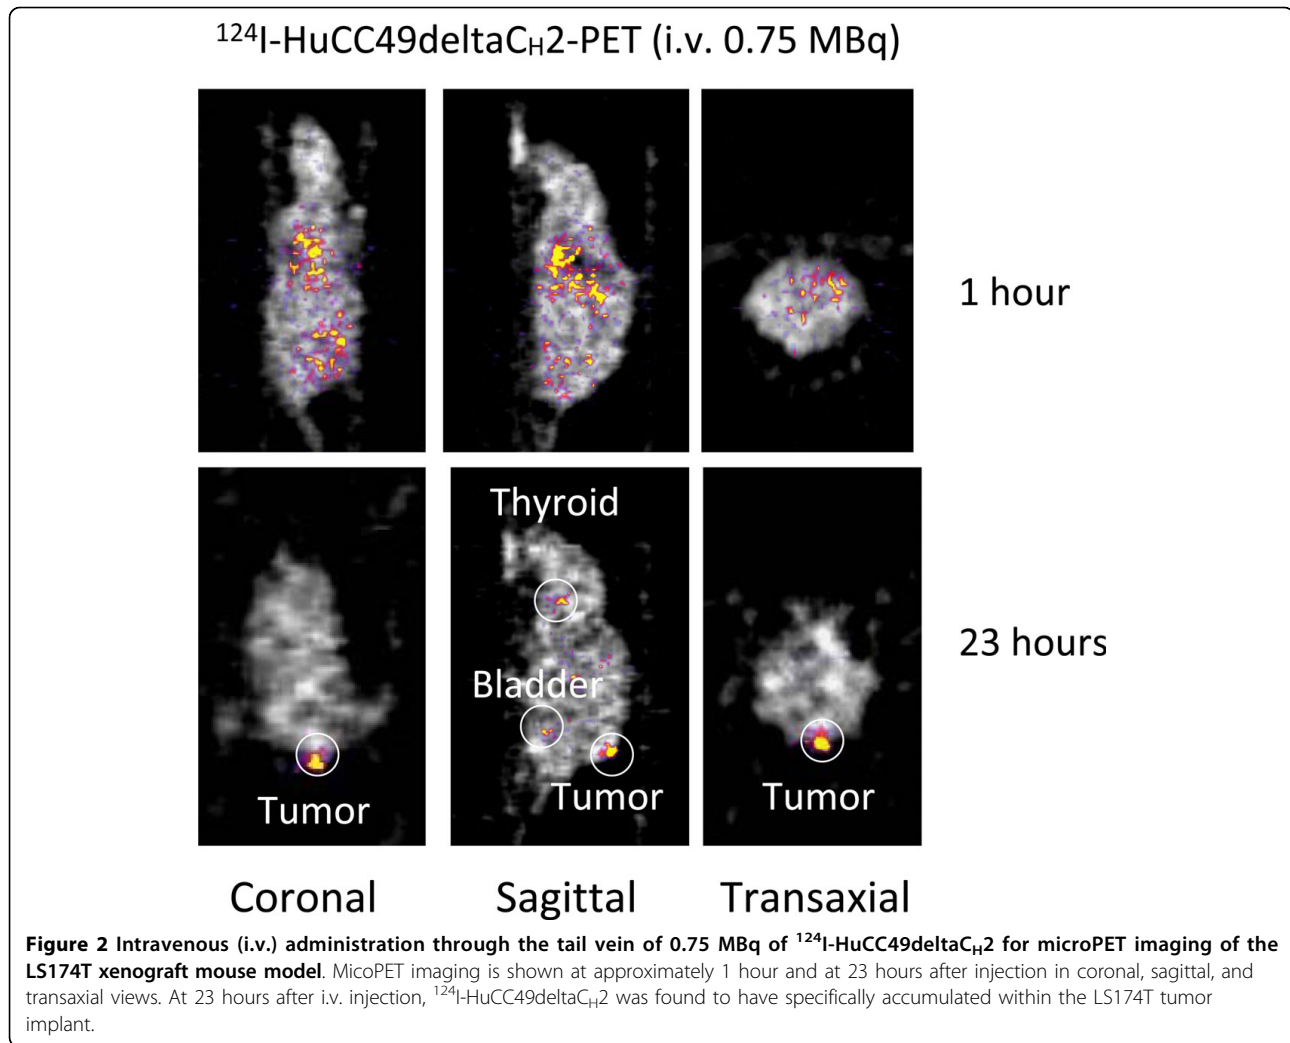 ¹²⁴I-HuCC49deltaCH2-PET (i.v. 0.75 MBq)
1 hour
Thyroid
Bladder
Tumor
Tumor
Tumor
23 hours
Coronal
Sagittal
Transaxial
Figure 2 Intravenous (i.v.) administration through the tail vein of 0.75 MBq of ¹²⁴I-HuCC49deltaCH2 for microPET imaging of the
LS174T xenograft mouse model. MicoPET imaging is shown at approximately 1 hour and at 23 hours after injection in coronal, sagittal, and
transaxial views. At 23 hours after i.v. injection, ¹²⁴I-HuCC49deltaCH2 was found to have specifically accumulated within the LS174T tumor
implant.